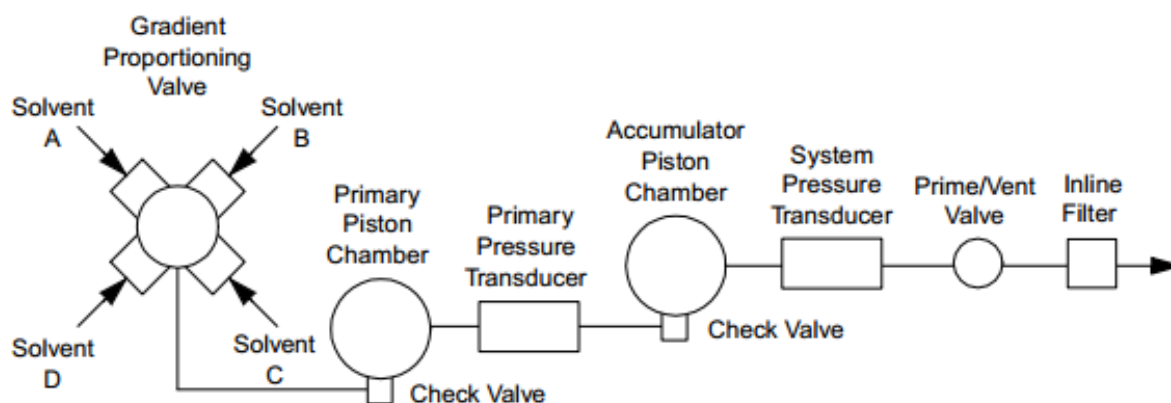 Gradient
Proportioning
Valve
Solvent
A
Solvent
B
Solvent
D
Solvent
C
Primary
Piston
Chamber
Check Valve
Primary
Pressure
Transducer
Accumulator
Piston
Chamber
Check Valve
System
Pressure
Transducer
Prime/Vent
Valve
Inline
Filter